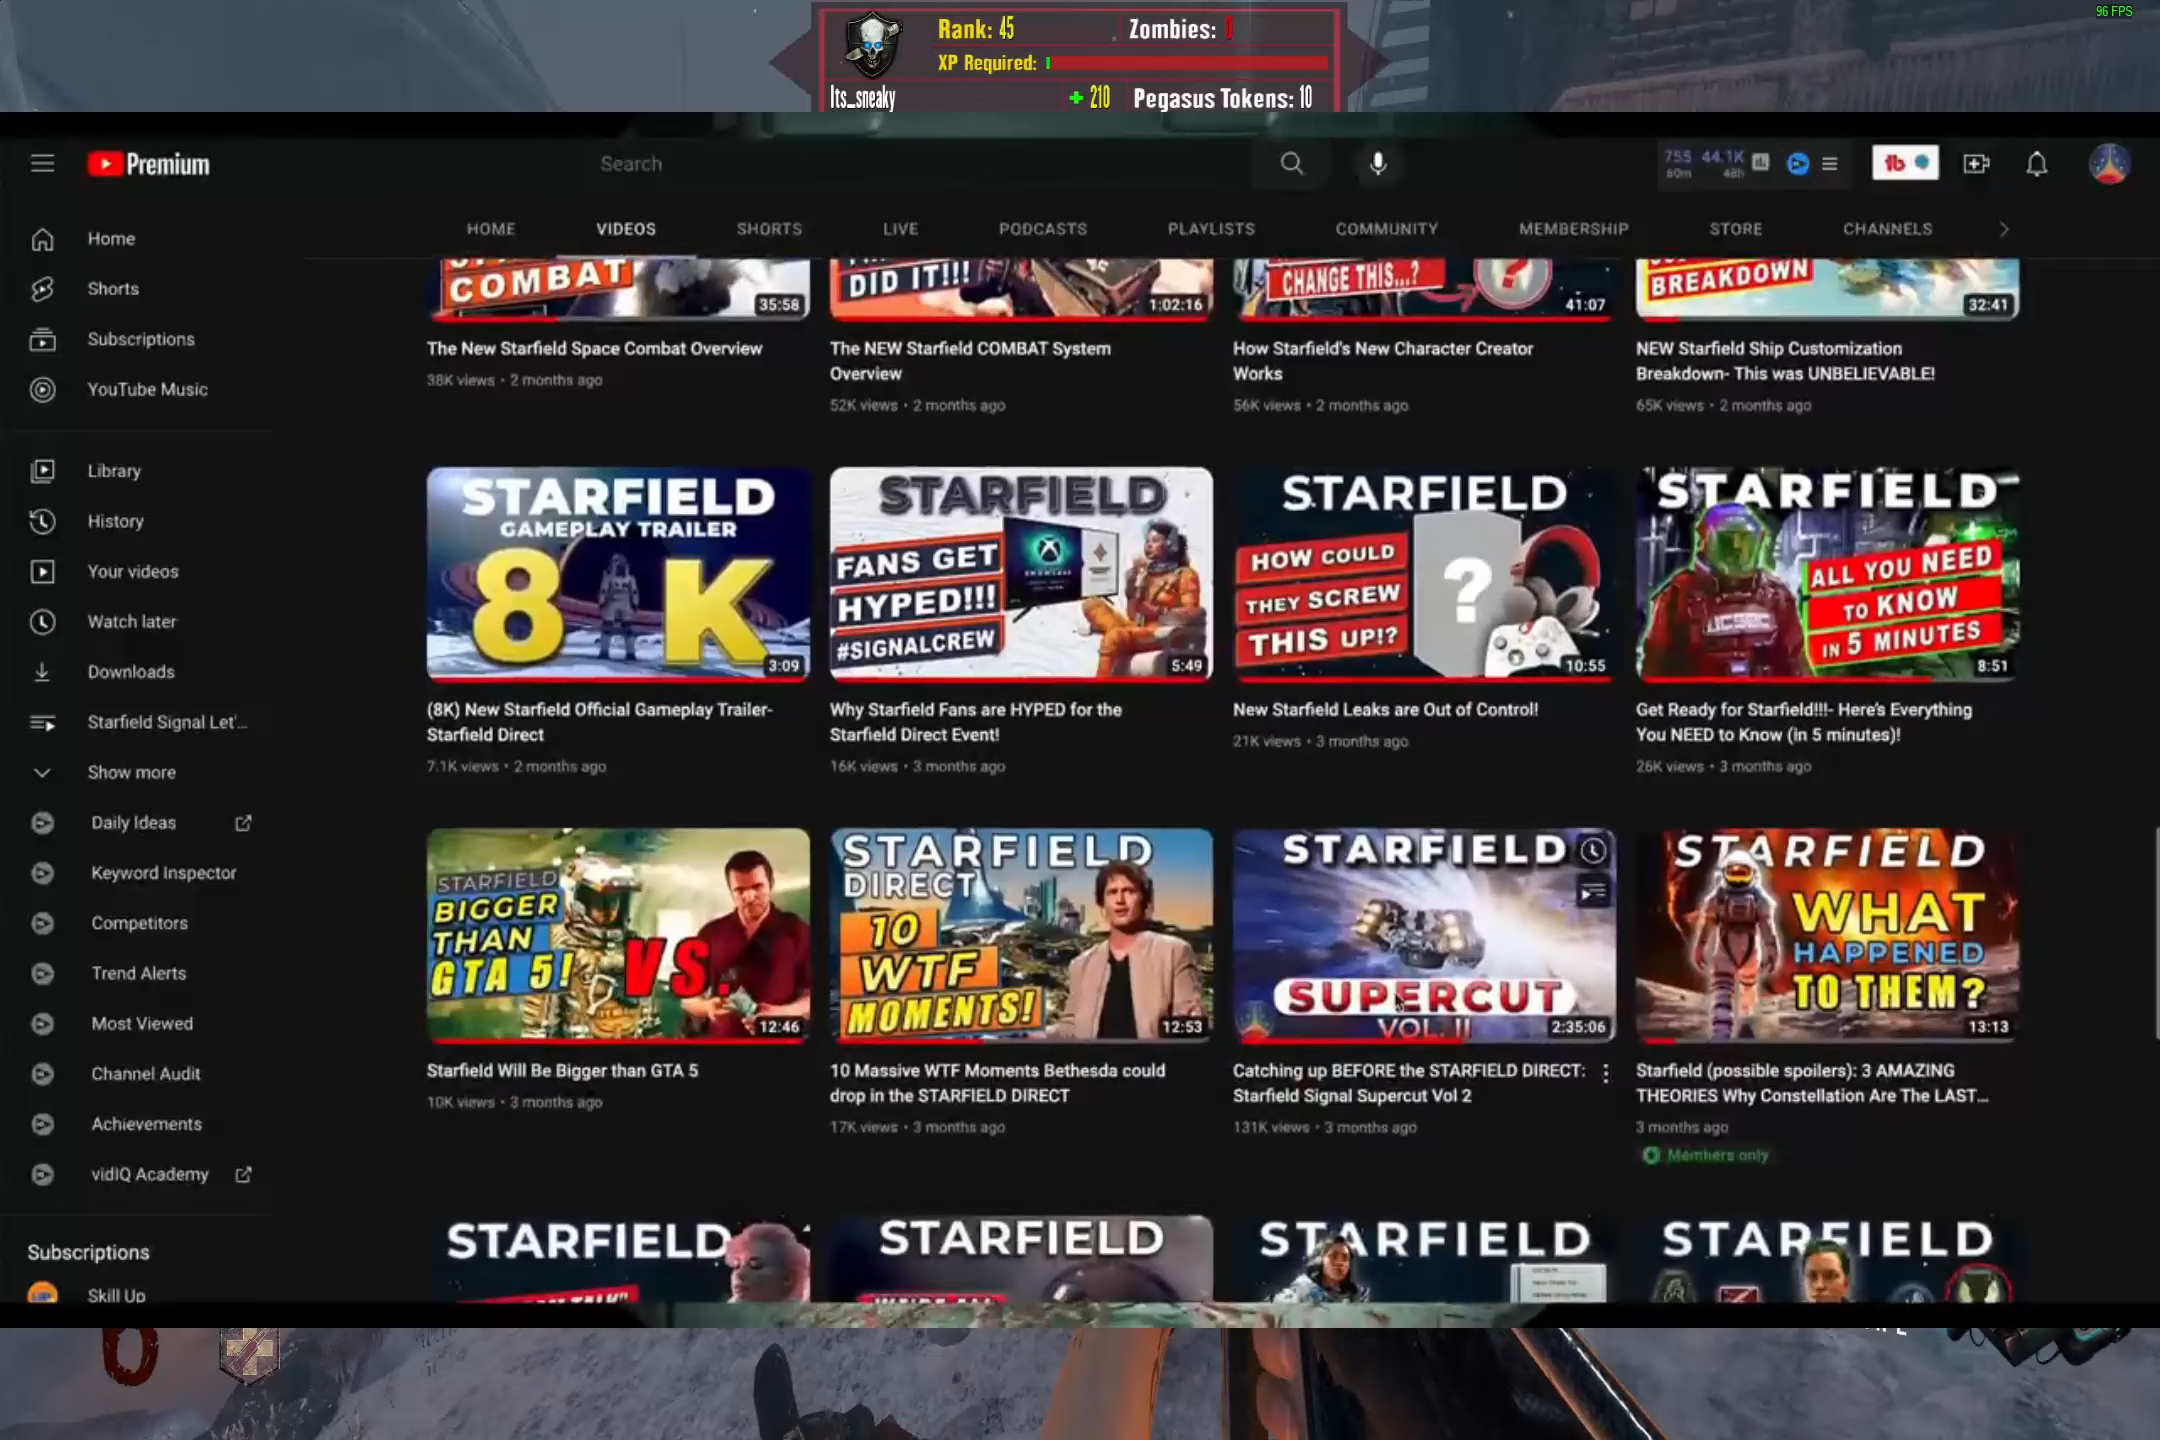 96 FPS
Rank: 45 Zombies: 0
XP Required:
Its_sneaky + 210 Pegasus Tokens: 10
Premium
Search
755 44.1K
60m 48h
tb
HOME VIDEOS SHORTS LIVE PODCASTS PLAYLISTS COMMUNITY MEMBERSHIP STORE CHANNELS
Home
Shorts
Subscriptions
YouTube Music
Library
History
Your videos
Watch later
Downloads
Starfield Signal Let'...
Show more
Daily Ideas
Keyword Inspector
Competitors
Trend Alerts
Most Viewed
Channel Audit
Achievements
vidIQ Academy
Subscriptions
Skill Up
COMBAT
35:58
The New Starfield Space Combat Overview
38K views • 2 months ago
DID IT!!!
1:02:16
The NEW Starfield COMBAT System
Overview
52K views • 2 months ago
CHANGE THIS...?
?
41:07
How Starfield's New Character Creator
Works
56K views • 2 months ago
BREAKDOWN
32:41
NEW Starfield Ship Customization
Breakdown- This was UNBELIEVABLE!
65K views • 2 months ago
STARFIELD
GAMEPLAY TRAILER
8K
3:09
(8K) New Starfield Official Gameplay Trailer-
Starfield Direct
7.1K views • 2 months ago
STARFIELD
FANS GET
HYPED!!!
#SIGNALCREW
5:49
Why Starfield Fans are HYPED for the
Starfield Direct Event!
16K views • 3 months ago
STARFIELD
HOW COULD
THEY SCREW
THIS UP!?
?
10:55
New Starfield Leaks are Out of Control!
21K views • 3 months ago
STARFIELD
ALL YOU NEED
TO KNOW
IN 5 MINUTES
UCSEC
8:51
Get Ready for Starfield!!!- Here's Everything
You NEED to Know (in 5 minutes)!
26K views • 3 months ago
STARFIELD
BIGGER
THAN
GTA 5!
VS.
12:46
Starfield Will Be Bigger than GTA 5
10K views • 3 months ago
STARFIELD
DIRECT
10
WTF
MOMENTS!
12:53
10 Massive WTF Moments Bethesda could
drop in the STARFIELD DIRECT
17K views • 3 months ago
STARFIELD
SUPERCUT
VOL. II
2:35:06
Catching up BEFORE the STARFIELD DIRECT:
Starfield Signal Supercut Vol 2
131K views • 3 months ago
STARFIELD
WHAT
HAPPENED
TO THEM?
13:13
Starfield (possible spoilers): 3 AMAZING
THEORIES Why Constellation Are The LAST...
3 months ago
Members only
STARFIELD
TALK"
STARFIELD
STARFIELD
STARFIELD